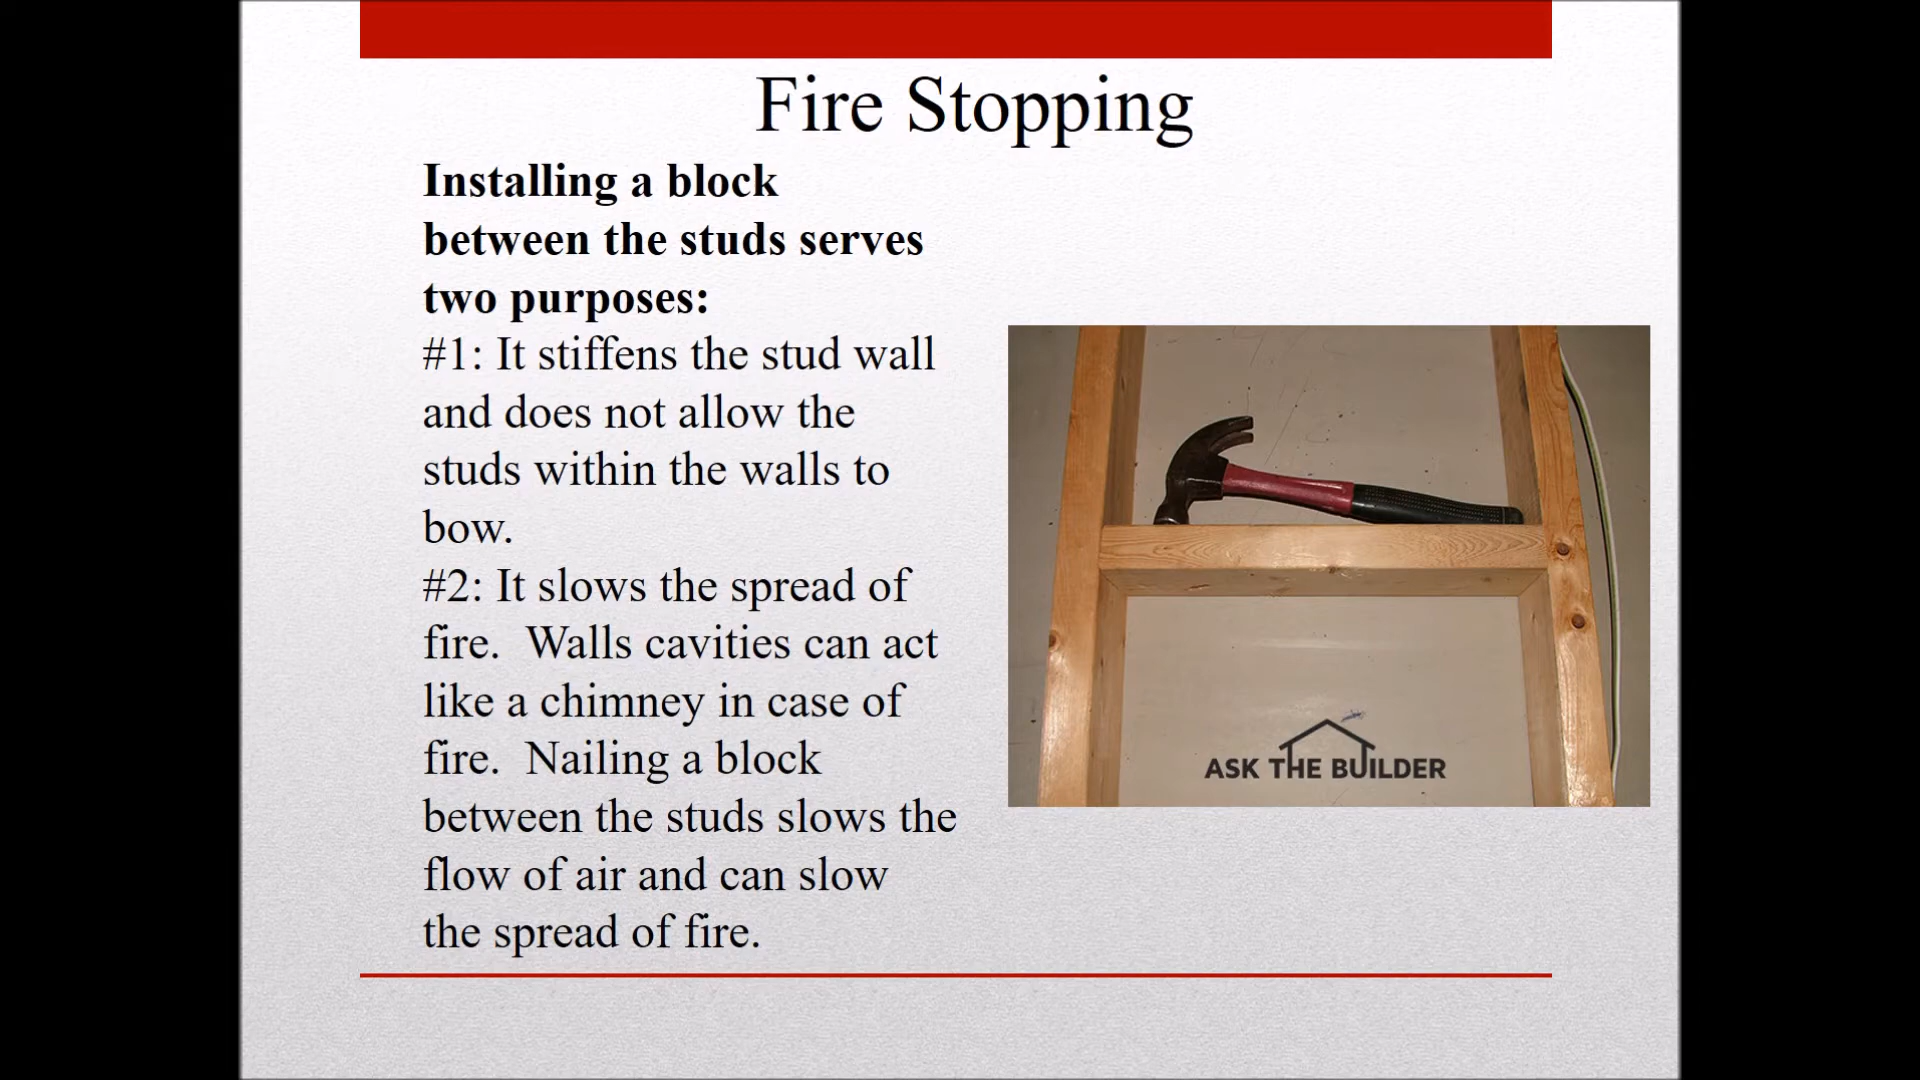 Fire Stopping
Installing a block
between the studs serves
two purposes:
#1: It stiffens the stud wall
and does not allow the
studs within the walls to
bow.
#2: It slows the spread of
fire.  Walls cavities can act
like a chimney in case of
fire.  Nailing a block
between the studs slows the
flow of air and can slow
the spread of fire.
ASK THE BUILDER